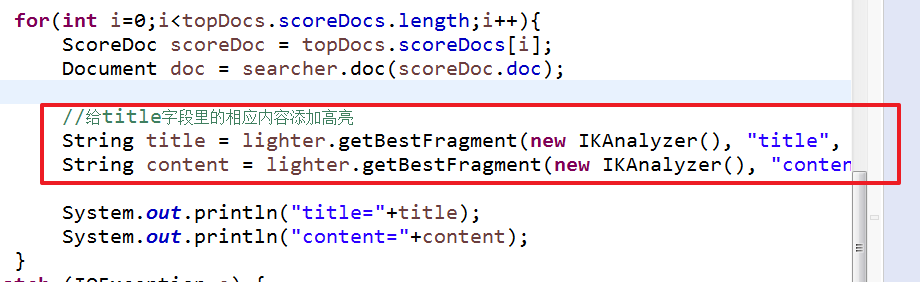 for(int i=0;i<topDocs.scoreDocs.length;i++){
ScoreDoc scoreDoc = topDocs.scoreDocs[i];
Document doc = searcher.doc(scoreDoc.doc);
//给title字段里的相应内容添加高亮
String title = lighter.getBestFragment(new IKAnalyzer(), "title",
String content = lighter.getBestFragment(new IKAnalyzer(), "conten
System.out.println("title="+title);
System.out.println("content="+content);
}